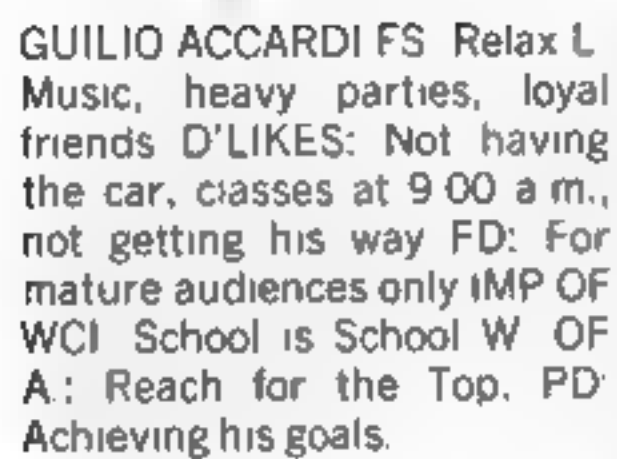 GUILIO ACCARDI FS Relax L
Music, heavy parties, loyal
friends D'LIKES: Not having
the car, classes at 9 00 a m.,
not getting his way FD: For
mature audiences only IMP OF
WCI School is School W OF
A.: Reach for the Top. PD
Achieving his goals.